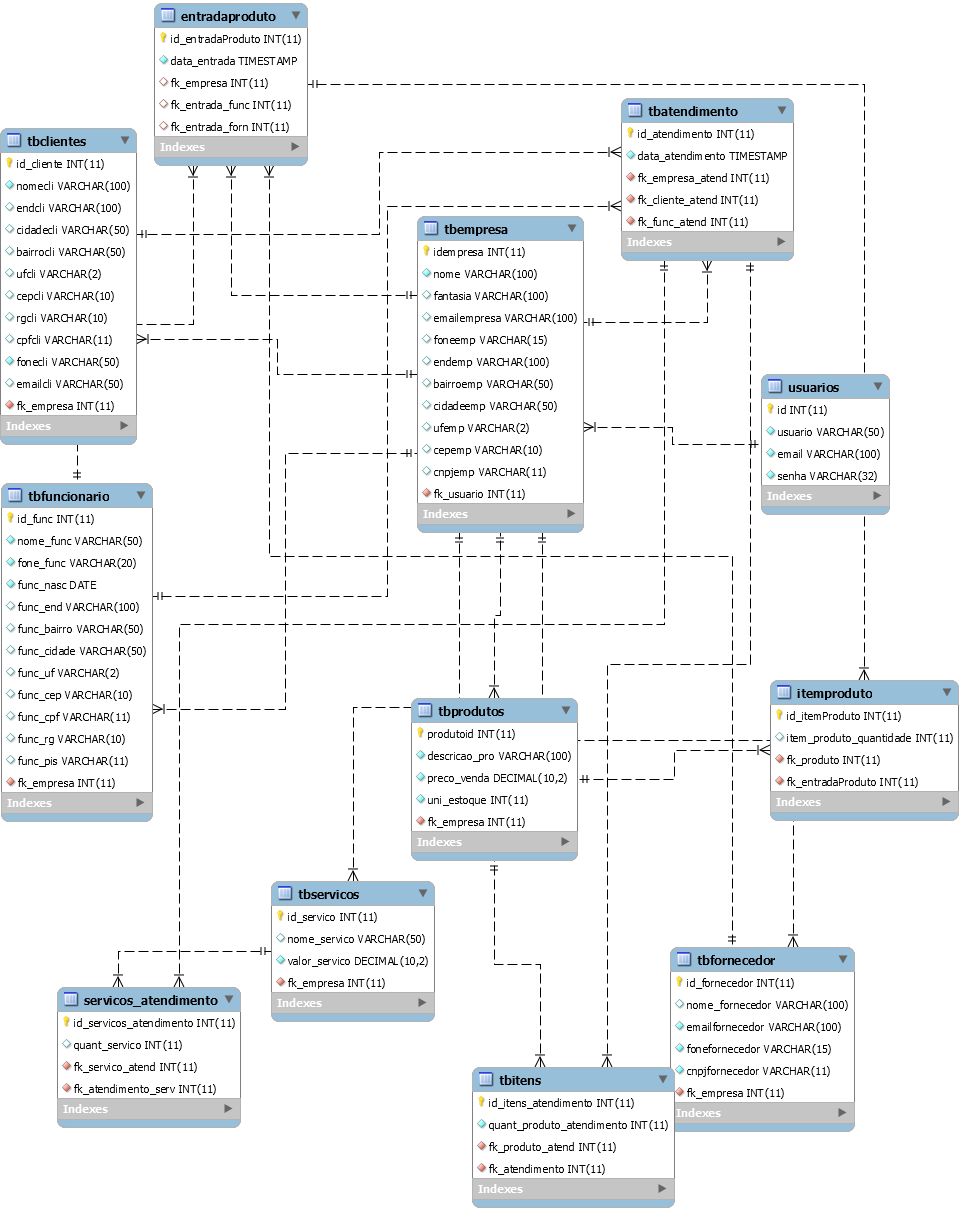 entradaproduto
id_entradaProduto INT(11)
data_entrada TIMESTAMP
fk_empresa INT(11)
fk_entrada_func INT(11)
fk_entrada_forn INT(11)
Indexes
tbatendimento
id_atendimento INT(11)
data_atendimento TIMESTAMP
fk_empresa_atend INT(11)
fk_cliente_atend INT(11)
fk_func_atend INT(11)
Indexes
tbclientes
id_cliente INT(11)
nomecli VARCHAR(100)
endcli VARCHAR(100)
cidadecli VARCHAR(50)
bairrocli VARCHAR(50)
ufcli VARCHAR(2)
cepcli VARCHAR(10)
rgcli VARCHAR(10)
cpfcli VARCHAR(11)
fonecli VARCHAR(50)
emailcli VARCHAR(50)
fk_empresa INT(11)
Indexes
tbempresa
idempresa INT(11)
nome VARCHAR(100)
fantasia VARCHAR(100)
emailempresa VARCHAR(100)
foneemp VARCHAR(15)
endemp VARCHAR(100)
bairroemp VARCHAR(50)
cidadeemp VARCHAR(50)
ufemp VARCHAR(2)
cepemp VARCHAR(10)
cnpjemp VARCHAR(11)
fk_usuario INT(11)
Indexes
usuarios
id INT(11)
usuario VARCHAR(50)
email VARCHAR(100)
senha VARCHAR(32)
Indexes
tbfuncionario
id_func INT(11)
nome_func VARCHAR(50)
fone_func VARCHAR(20)
func_nasc DATE
func_end VARCHAR(100)
func_bairro VARCHAR(50)
func_cidade VARCHAR(50)
func_uf VARCHAR(2)
func_cep VARCHAR(10)
func_cpf VARCHAR(11)
func_rg VARCHAR(10)
func_pis VARCHAR(11)
fk_empresa INT(11)
Indexes
tbprodutos
produtoid INT(11)
descricao_pro VARCHAR(100)
preco_venda DECIMAL(10,2)
uni_estoque INT(11)
fk_empresa INT(11)
Indexes
itemproduto
id_itemProduto INT(11)
item_produto_quantidade INT(11)
fk_produto INT(11)
fk_entradaProduto INT(11)
Indexes
tbservicos
id_servico INT(11)
nome_servico VARCHAR(50)
valor_servico DECIMAL(10,2)
fk_empresa INT(11)
Indexes
tbfornecedor
id_fornecedor INT(11)
nome_fornecedor VARCHAR(100)
emailfornecedor VARCHAR(100)
fonefornecedor VARCHAR(15)
cnpjfornecedor VARCHAR(11)
fk_empresa INT(11)
Indexes
servicos_atendimento
id_servicos_atendimento INT(11)
quant_servico INT(11)
fk_servico_atend INT(11)
fk_atendimento_serv INT(11)
Indexes
tbitens
id_itens_atendimento INT(11)
quant_produto_atendimento INT(11)
fk_produto_atend INT(11)
fk_atendimento INT(11)
Indexes